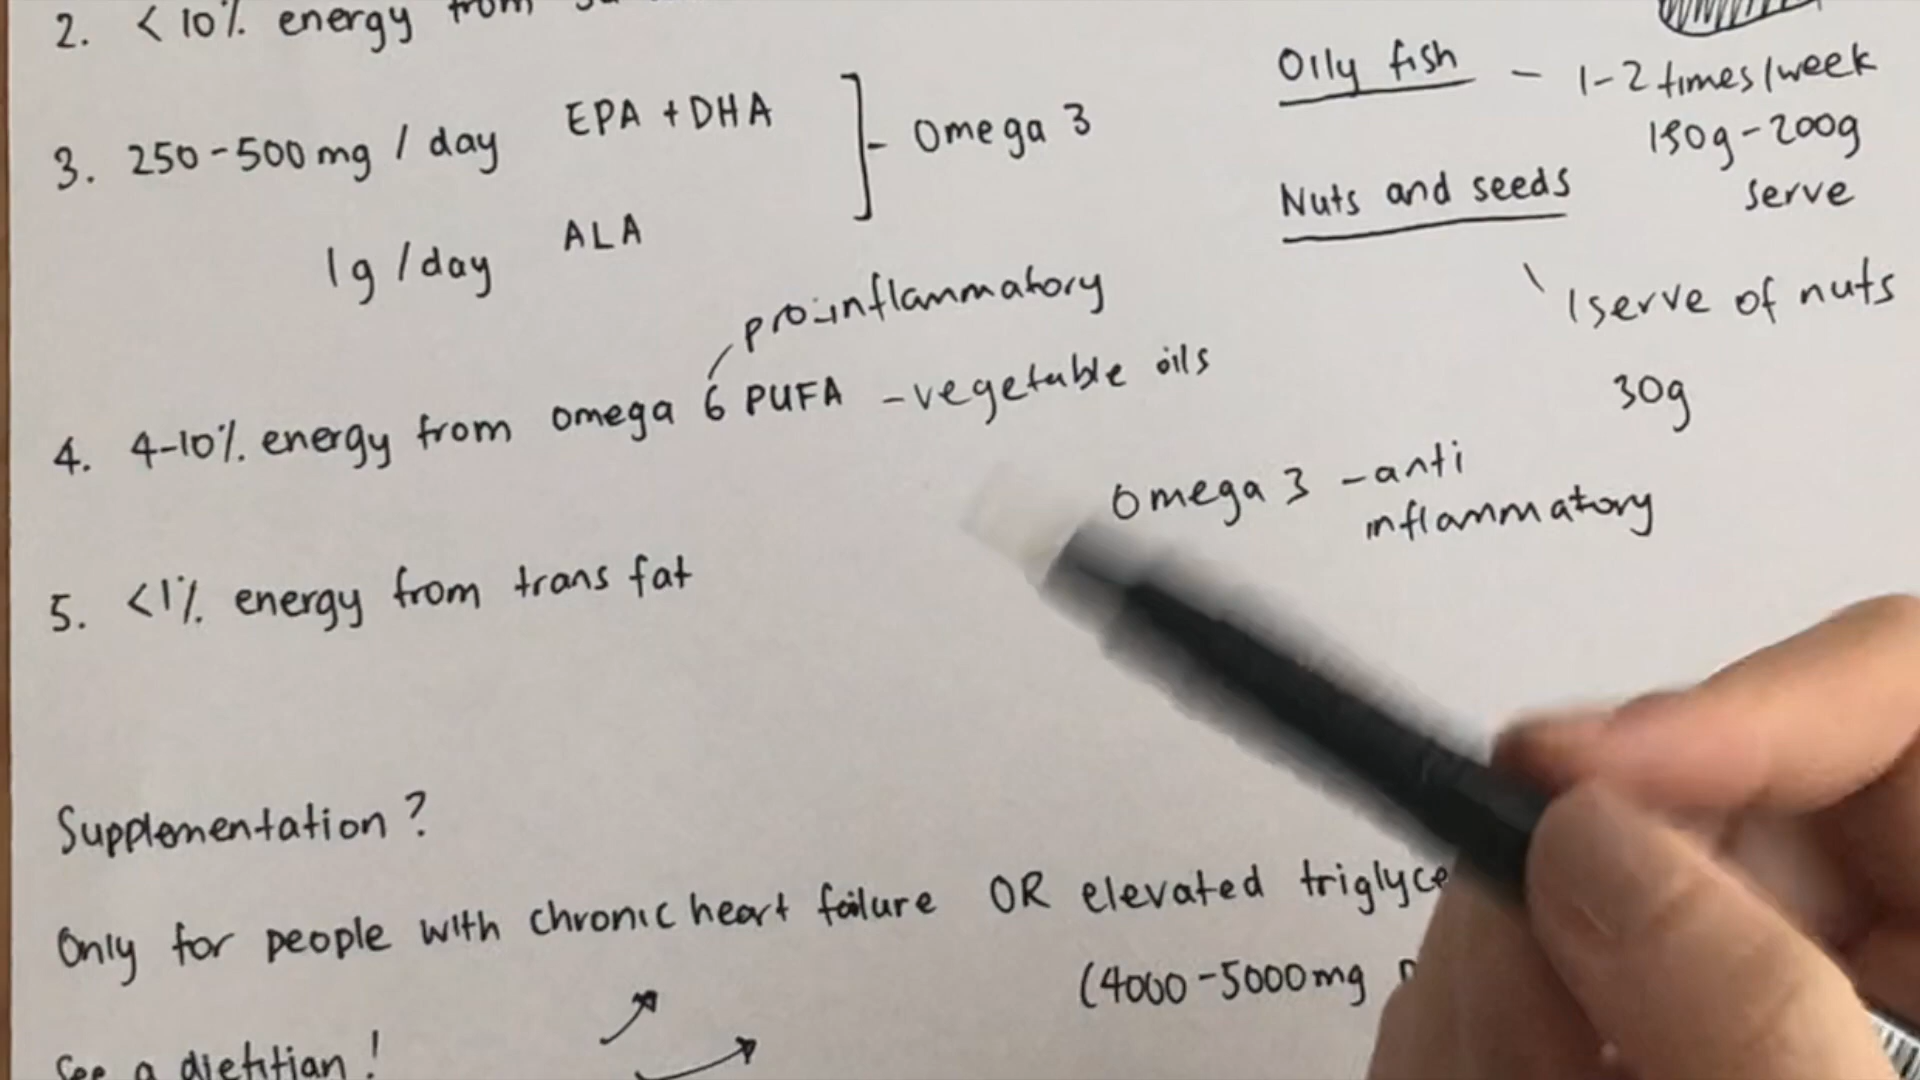 2. <10% energy from
3. 250-500mg / day EPA + DHA
1g /day ALA
Omega 3
pro-inflammatory
4. 4-10% energy from omega 6 PUFA - vegetable oils
5. <1% energy from trans fat
Oily fish - 1-2 times/week
150g-200g
serve
Nuts and seeds
1 serve of nuts
30g
Omega 3 - anti
inflammatory
Supplementation?
Only for people with chronic heart failure OR elevated
(4000-5000mg
See a dietitian!